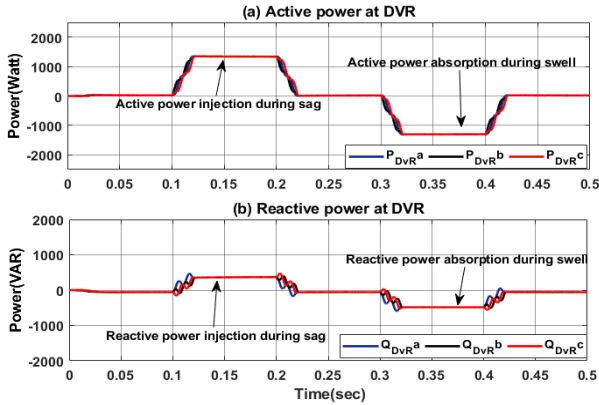 (a) Active power at DVR
Power(Watt)
2000
1000
0
-1000
-2000
Active power injection during sag
Active power absorption during swell
P_DvR a P_DvR b P_DvR c
0 0.05 0.1 0.15 0.2 0.25 0.3 0.35 0.4 0.45 0.5
(b) Reactive power at DVR
Power(VAR)
2000
1000
0
-1000
-2000
Reactive power injection during sag
Reactive power absorption during swell
Q_DvR a Q_DvR b Q_DvR c
0 0.05 0.1 0.15 0.2 0.25 0.3 0.35 0.4 0.45 0.5
Time(sec)